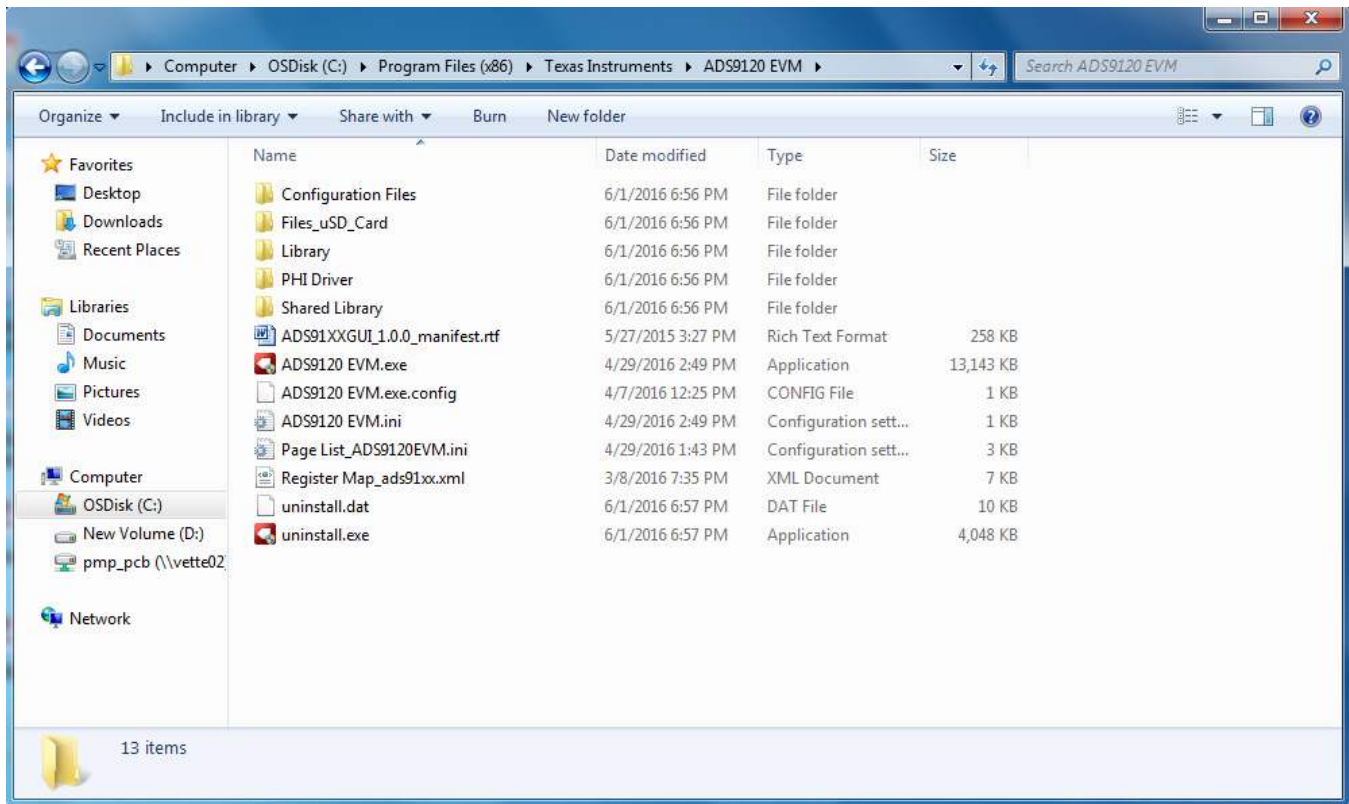 Computer OSDisk (C:) Program Files (x86) Texas Instruments ADS9120 EVM Search ADS9120 EVM
Organize Include in library Share with Burn New folder
Favorites
Desktop
Downloads
Recent Places
Libraries
Documents
Music
Pictures
Videos
Computer
OSDisk (C:)
New Volume (D:)
pmp_pcb (\\vette02)
Network
Name Date modified Type Size
Configuration Files 6/1/2016 6:56 PM File folder
Files_uSD_Card 6/1/2016 6:56 PM File folder
Library 6/1/2016 6:56 PM File folder
PHI Driver 6/1/2016 6:56 PM File folder
Shared Library 6/1/2016 6:56 PM File folder
ADS91XXGUI_1.0.0_manifest.rtf 5/27/2015 3:27 PM Rich Text Format 258 KB
ADS9120 EVM.exe 4/29/2016 2:49 PM Application 13,143 KB
ADS9120 EVM.exe.config 4/7/2016 12:25 PM CONFIG File 1 KB
ADS9120 EVM.ini 4/29/2016 2:49 PM Configuration sett... 1 KB
Page List_ADS9120EVM.ini 4/29/2016 1:43 PM Configuration sett... 3 KB
Register Map_ads91xx.xml 3/8/2016 7:35 PM XML Document 7 KB
uninstall.dat 6/1/2016 6:57 PM DAT File 10 KB
uninstall.exe 6/1/2016 6:57 PM Application 4,048 KB
13 items